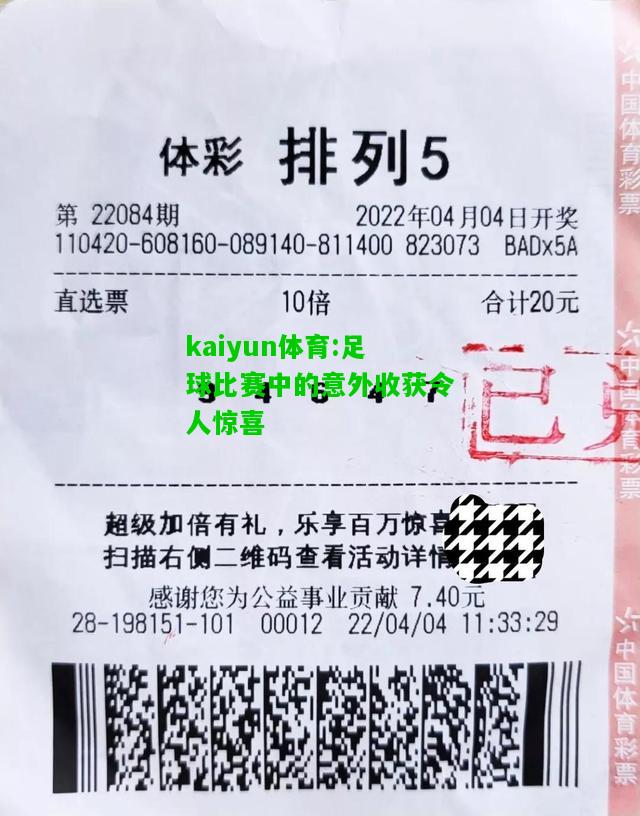 体彩 排列5
第 22084期 2022年04月04日开奖
110420-608160-089140-811400 823073 BADx5A
直选票 10倍 合计20元
kaiyun体育:足
球比赛中的意外收获令
人惊喜
已
超级加倍有礼，乐享百万惊喜
扫描右侧二维码查看活动详情
感谢您为公益事业贡献 7.40元
28-198151-101 00012 22/04/04 11:33:29
中国体育彩票
中国体育彩票
中国体育彩票